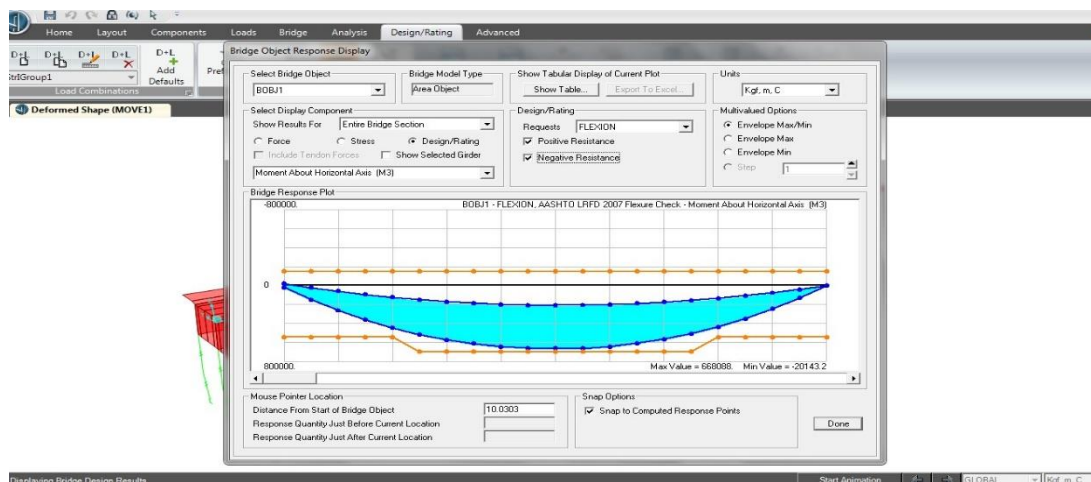 Home Layout Components Loads Bridge Analysis Design/Rating Advanced
D+L D+L D+L D+L D+L
Add
Defaults
StrIGroup1
Load Combinations
Deformed Shape (MOVE1)
Bridge Object Response Display
Select Bridge Object
BOBJ1
Bridge Model Type
Area Object
Show Tabular Display of Current Plot
Show Table... Export To Excel...
Units
Kgf, m, C
Select Display Component
Show Results For Entire Bridge Section
Force Stress Design/Rating
Include Tendon Forces Show Selected Girder
Moment About Horizontal Axis (M3)
Design/Rating
Requests FLEXION
Positive Resistance
Negative Resistance
Multivalued Options
Envelope Max/Min
Envelope Max
Envelope Min
Step 1
Bridge Response Plot
-800000. BOBJ1 - FLEXION, AASHTO LRFD 2007 Flexure Check - Moment About Horizontal Axis (M3)
0
800000. Max Value = 668088. Min Value = -20143.2
Mouse Pointer Location
Distance From Start of Bridge Object 10.0303
Response Quantity Just Before Current Location
Response Quantity Just After Current Location
Snap Options
Snap to Computed Response Points
Done
Displaying Bridge Design Results Start Animation GLOBAL Kgf, m, C